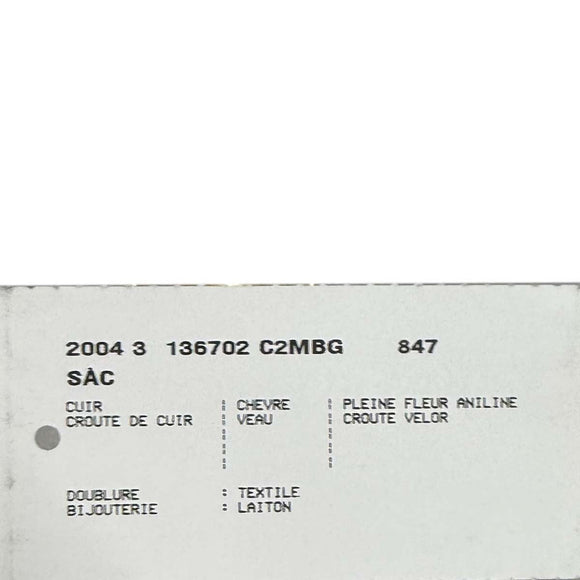 2004 3 136702 C2MBG 847
SÀC
CUIR ¦ CHEVRE ¦ PLEINE FLEUR ANILINE
CROUTE DE CUIR ¦ VEAU ¦ CROUTE VELOR
DOUBLURE : TEXTILE
BIJOUTERIE : LAITON